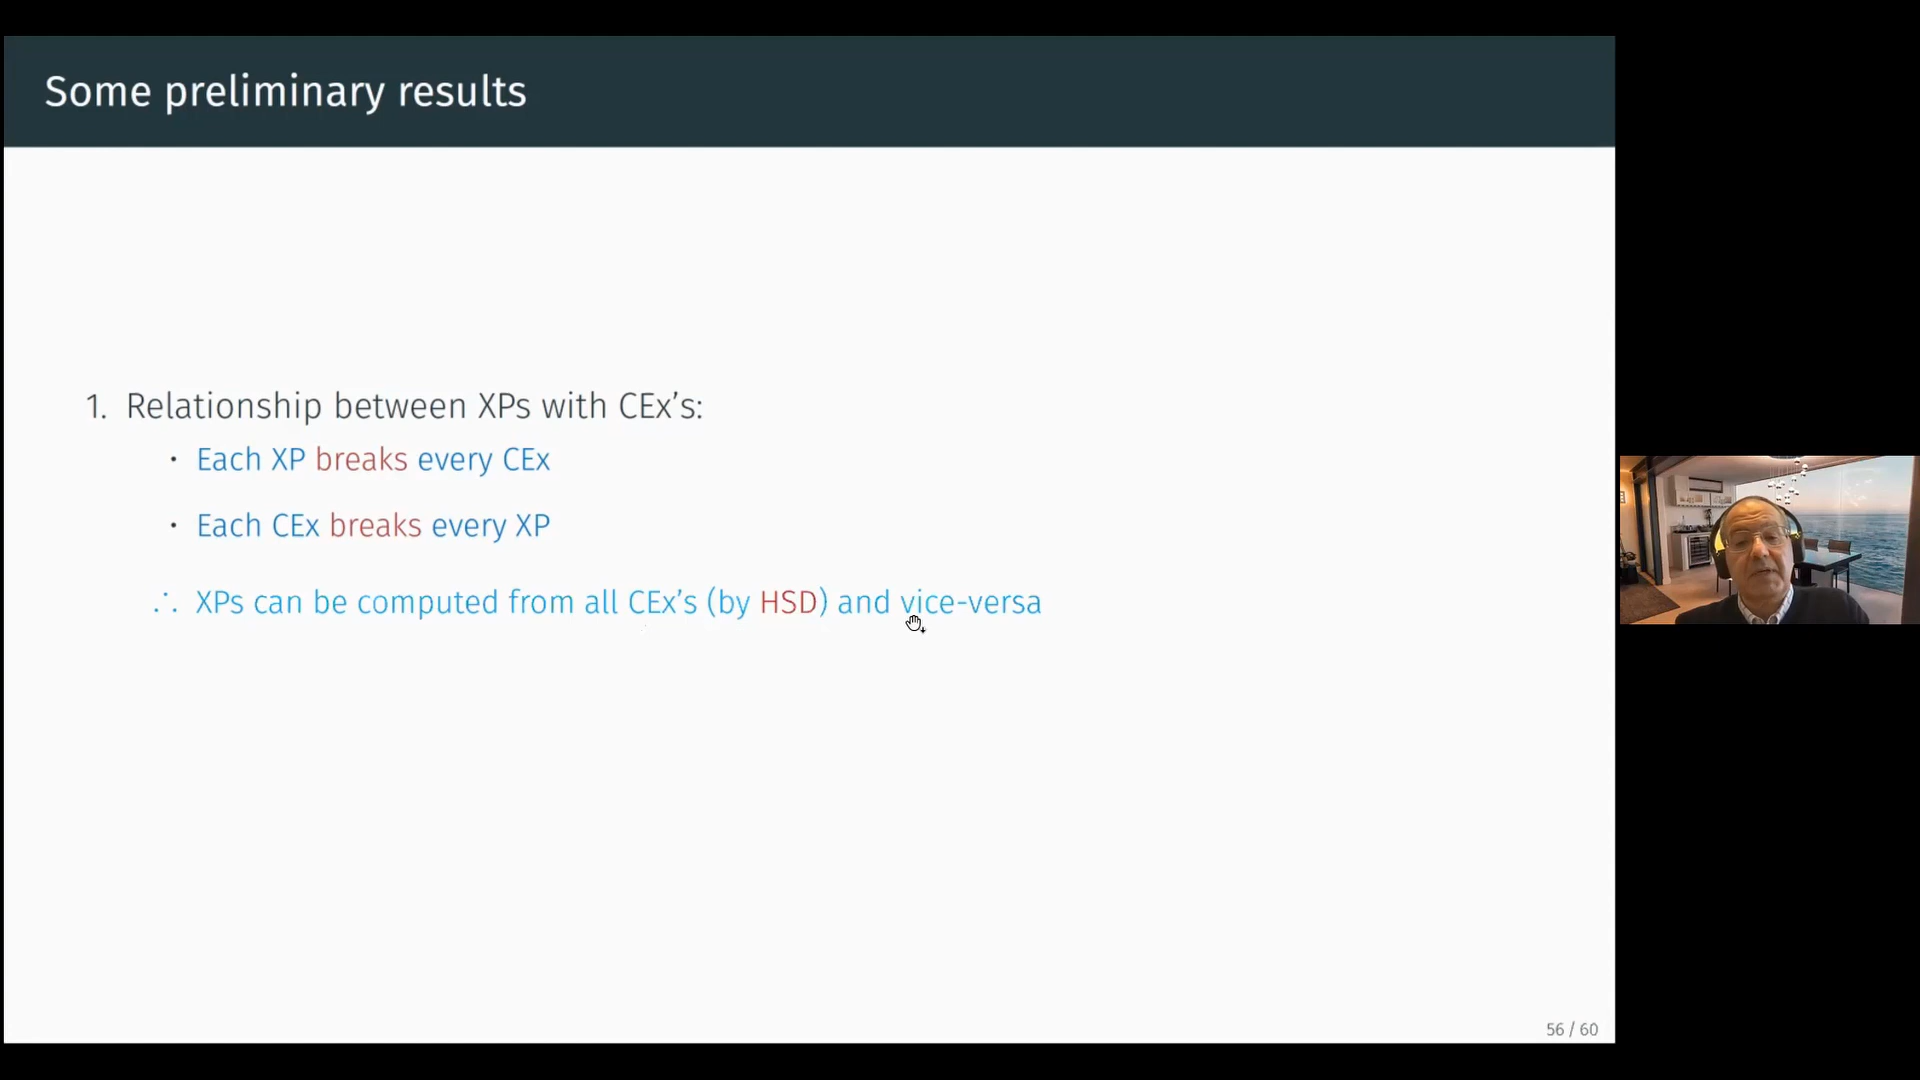 Some preliminary results
1. Relationship between XPs with CEx’s:
• Each XP breaks every CEx
• Each CEx breaks every XP
∴ XPs can be computed from all CEx’s (by HSD) and vice-versa
56 / 60